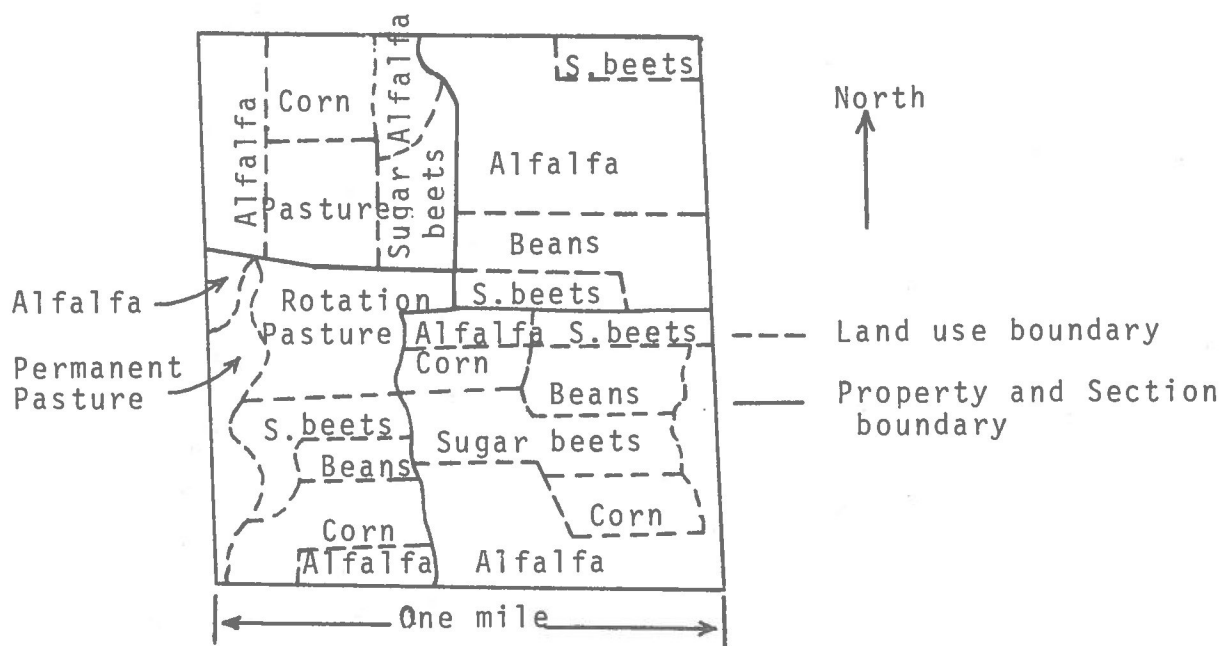 Alfalfa
S.beets
Corn
North
Alfalfa
Alfalfa
Pasture
Sugar
beets
Beans
Alfalfa
Rotation
Pasture
S.beets
Alfalfa
S.beets
Land use boundary
Permanent
Pasture
Corn
Beans
Property and Section
boundary
S.beets
Sugar beets
Beans
Corn
Corn
Alfalfa
Alfalfa
One mile